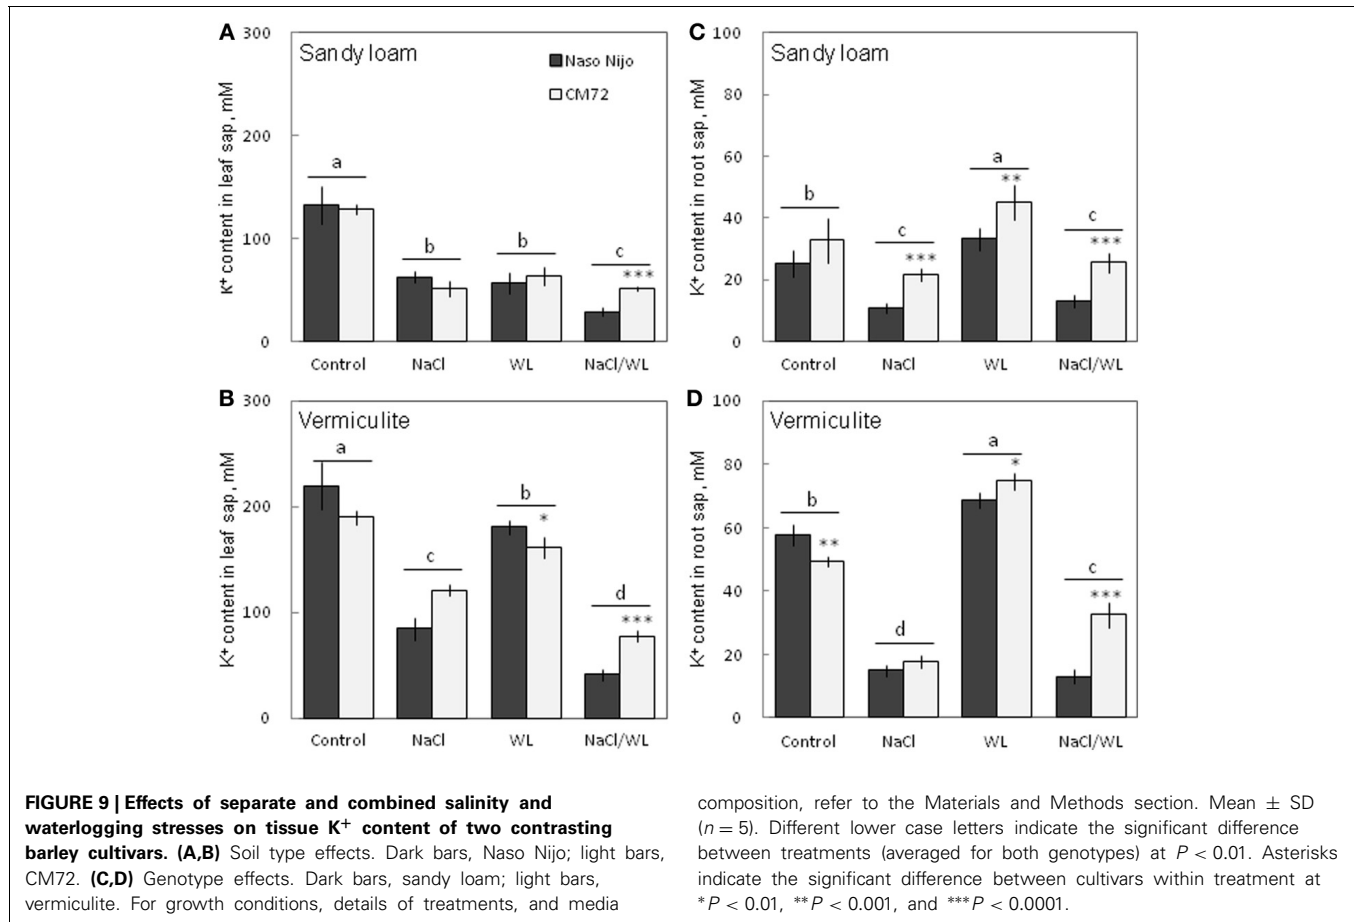 A
300
200
100
0
K⁺ content in leaf sap, mM
Sandy loam
Naso Nijo
CM72
a
b
b
c
***
Control NaCl WL NaCl/WL
C
100
80
60
40
20
0
K⁺ content in root sap, mM
Sandy loam
b
c
***
a
**
c
***
Control NaCl WL NaCl/WL
B
300
200
100
0
K⁺ content in leaf sap, mM
Vermiculite
a
c
b
*
d
***
Control NaCl WL NaCl/WL
D
100
80
60
40
20
0
K⁺ content in root sap, mM
Vermiculite
b
**
d
a
*
c
***
Control NaCl WL NaCl/WL
FIGURE 9 | Effects of separate and combined salinity and
waterlogging stresses on tissue K⁺ content of two contrasting
barley cultivars. (A,B) Soil type effects. Dark bars, Naso Nijo; light bars,
CM72. (C,D) Genotype effects. Dark bars, sandy loam; light bars,
vermiculite. For growth conditions, details of treatments, and media
composition, refer to the Materials and Methods section. Mean ± SD
(n = 5). Different lower case letters indicate the significant difference
between treatments (averaged for both genotypes) at P < 0.01. Asterisks
indicate the significant difference between cultivars within treatment at
*P < 0.01, **P < 0.001, and ***P < 0.0001.